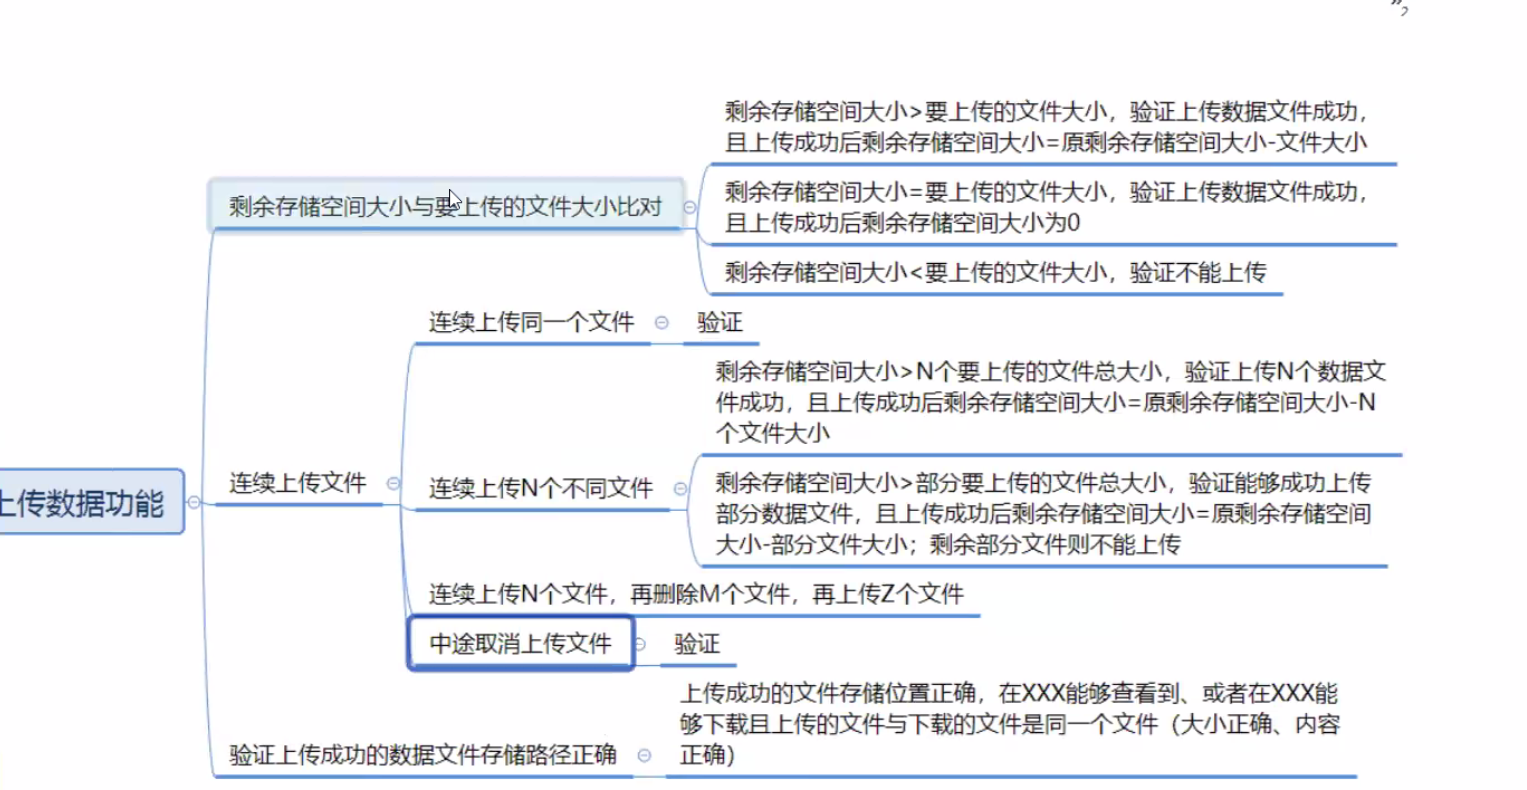 ”，
剩余存储空间大小>要上传的文件大小，验证上传数据文件成功，
且上传成功后剩余存储空间大小=原剩余存储空间大小-文件大小
剩余存储空间大小与要上传的文件大小比对
剩余存储空间大小=要上传的文件大小，验证上传数据文件成功，
且上传成功后剩余存储空间大小为0
剩余存储空间大小<要上传的文件大小，验证不能上传
连续上传同一个文件
验证
剩余存储空间大小>N个要上传的文件总大小，验证上传N个数据文
件成功，且上传成功后剩余存储空间大小=原剩余存储空间大小-N
个文件大小
上传数据功能
连续上传文件
连续上传N个不同文件
剩余存储空间大小>部分要上传的文件总大小，验证能够成功上传
部分数据文件，且上传成功后剩余存储空间大小=原剩余存储空间
大小-部分文件大小；剩余部分文件则不能上传
连续上传N个文件，再删除M个文件，再上传Z个文件
中途取消上传文件
验证
验证上传成功的数据文件存储路径正确
上传成功的文件存储位置正确，在XXX能够查看到、或者在XXX能
够下载且上传的文件与下载的文件是同一个文件（大小正确、内容
正确）